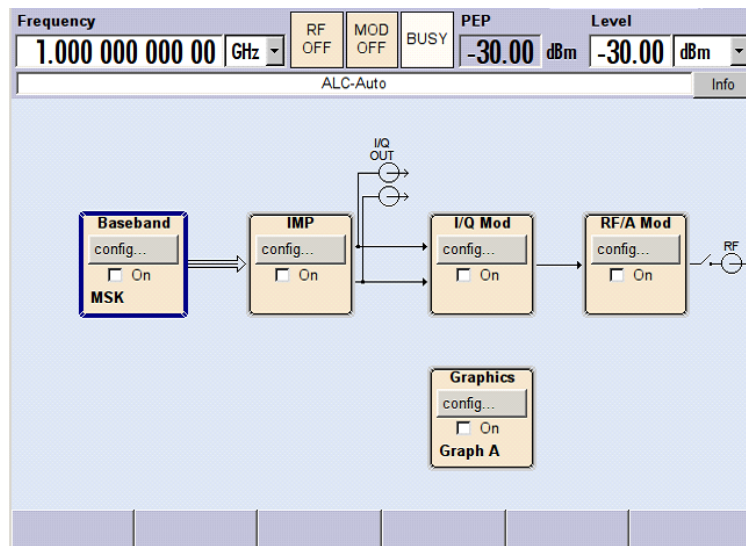 Frequency
1.000 000 000 00 GHz
RF OFF
MOD OFF
BUSY
PEP
-30.00 dBm
Level
-30.00 dBm
ALC-Auto
Info
I/Q
OUT
Baseband
config...
On
MSK
IMP
config...
On
I/Q Mod
config...
On
RF/A Mod
config...
On
RF
Graphics
config...
On
Graph A